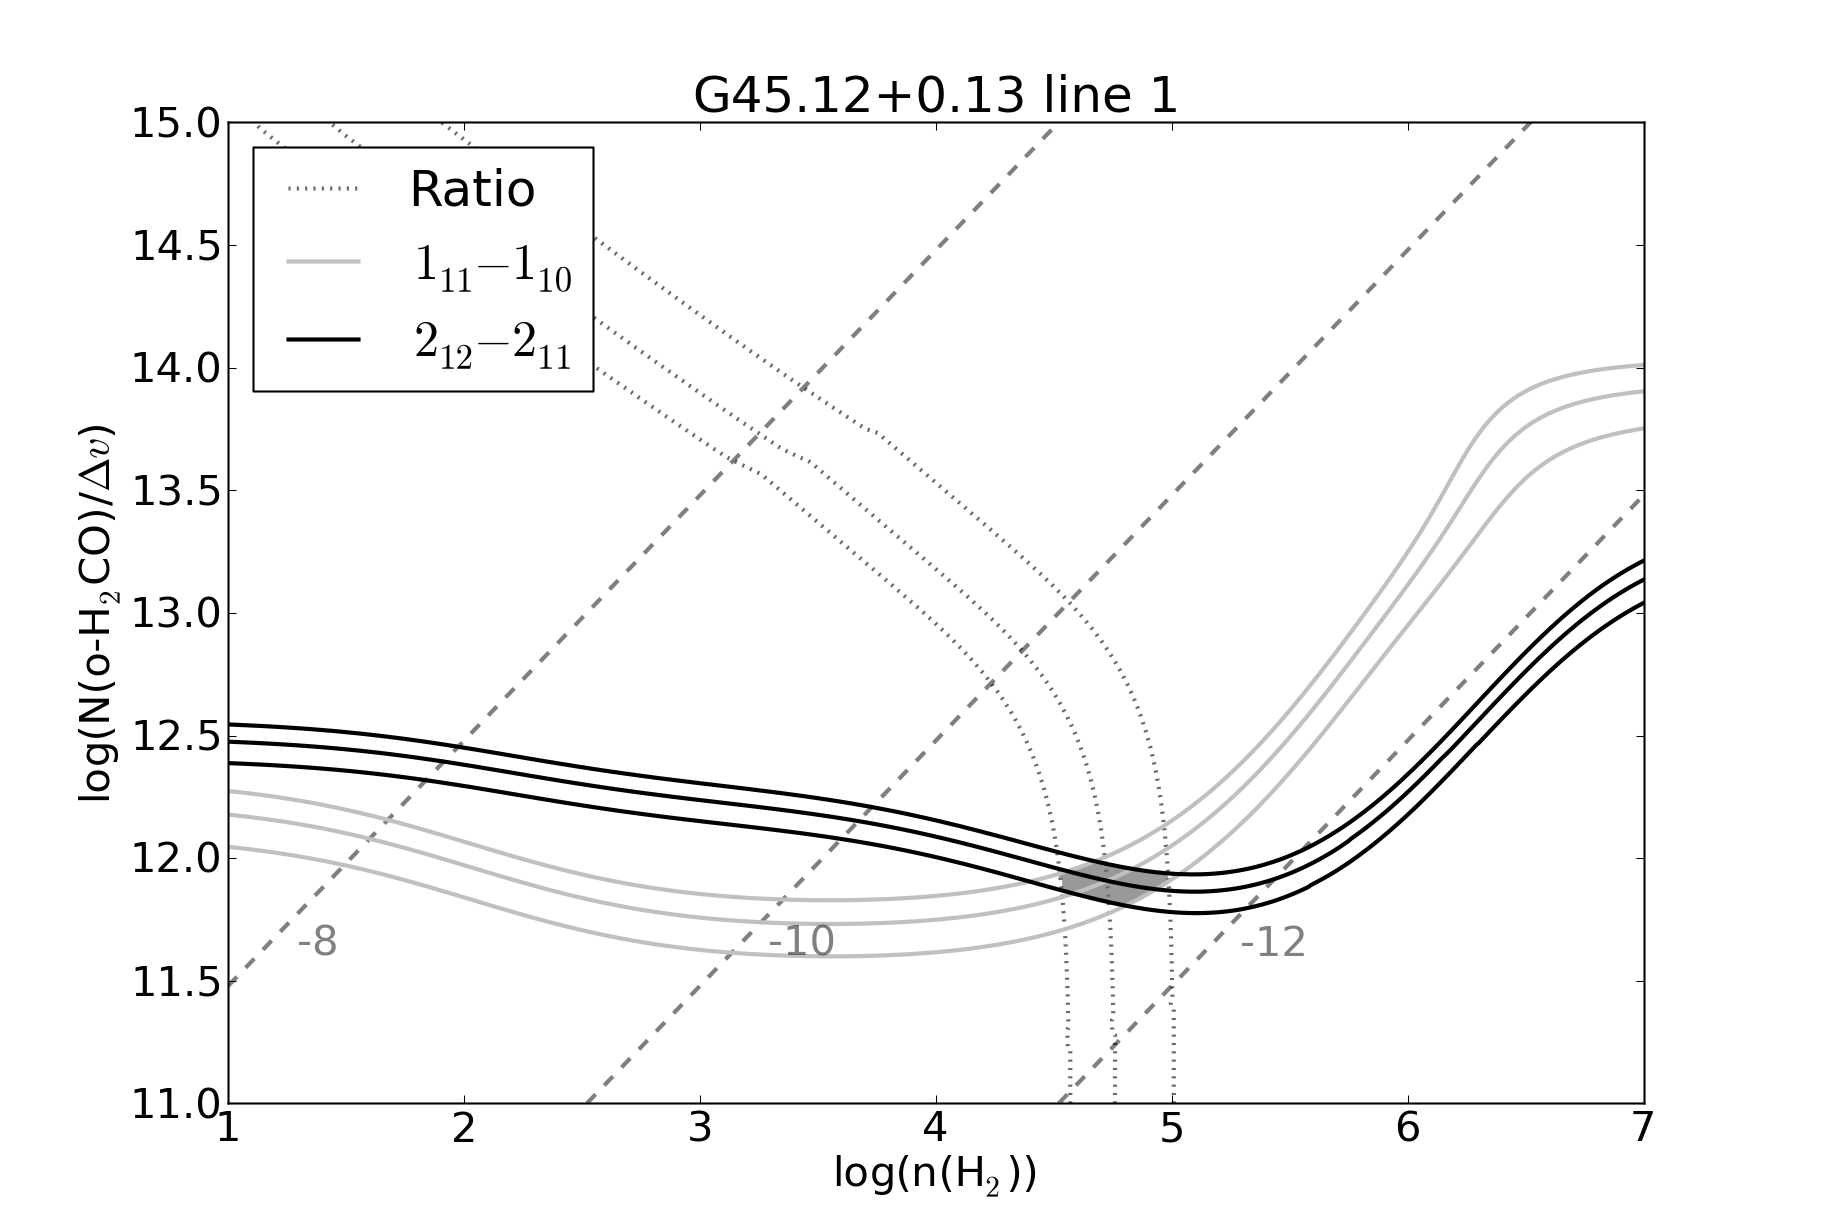 G45.12+0.13 line 1
15.0
14.5
14.0
13.5
13.0
12.5
12.0
11.5
11.0
log(N(o-H₂CO)/Δv)
Ratio
1₁₁−1₁₀
2₁₂−2₁₁
-8
-10
-12
1 2 3 4 5 6 7
log(n(H₂))